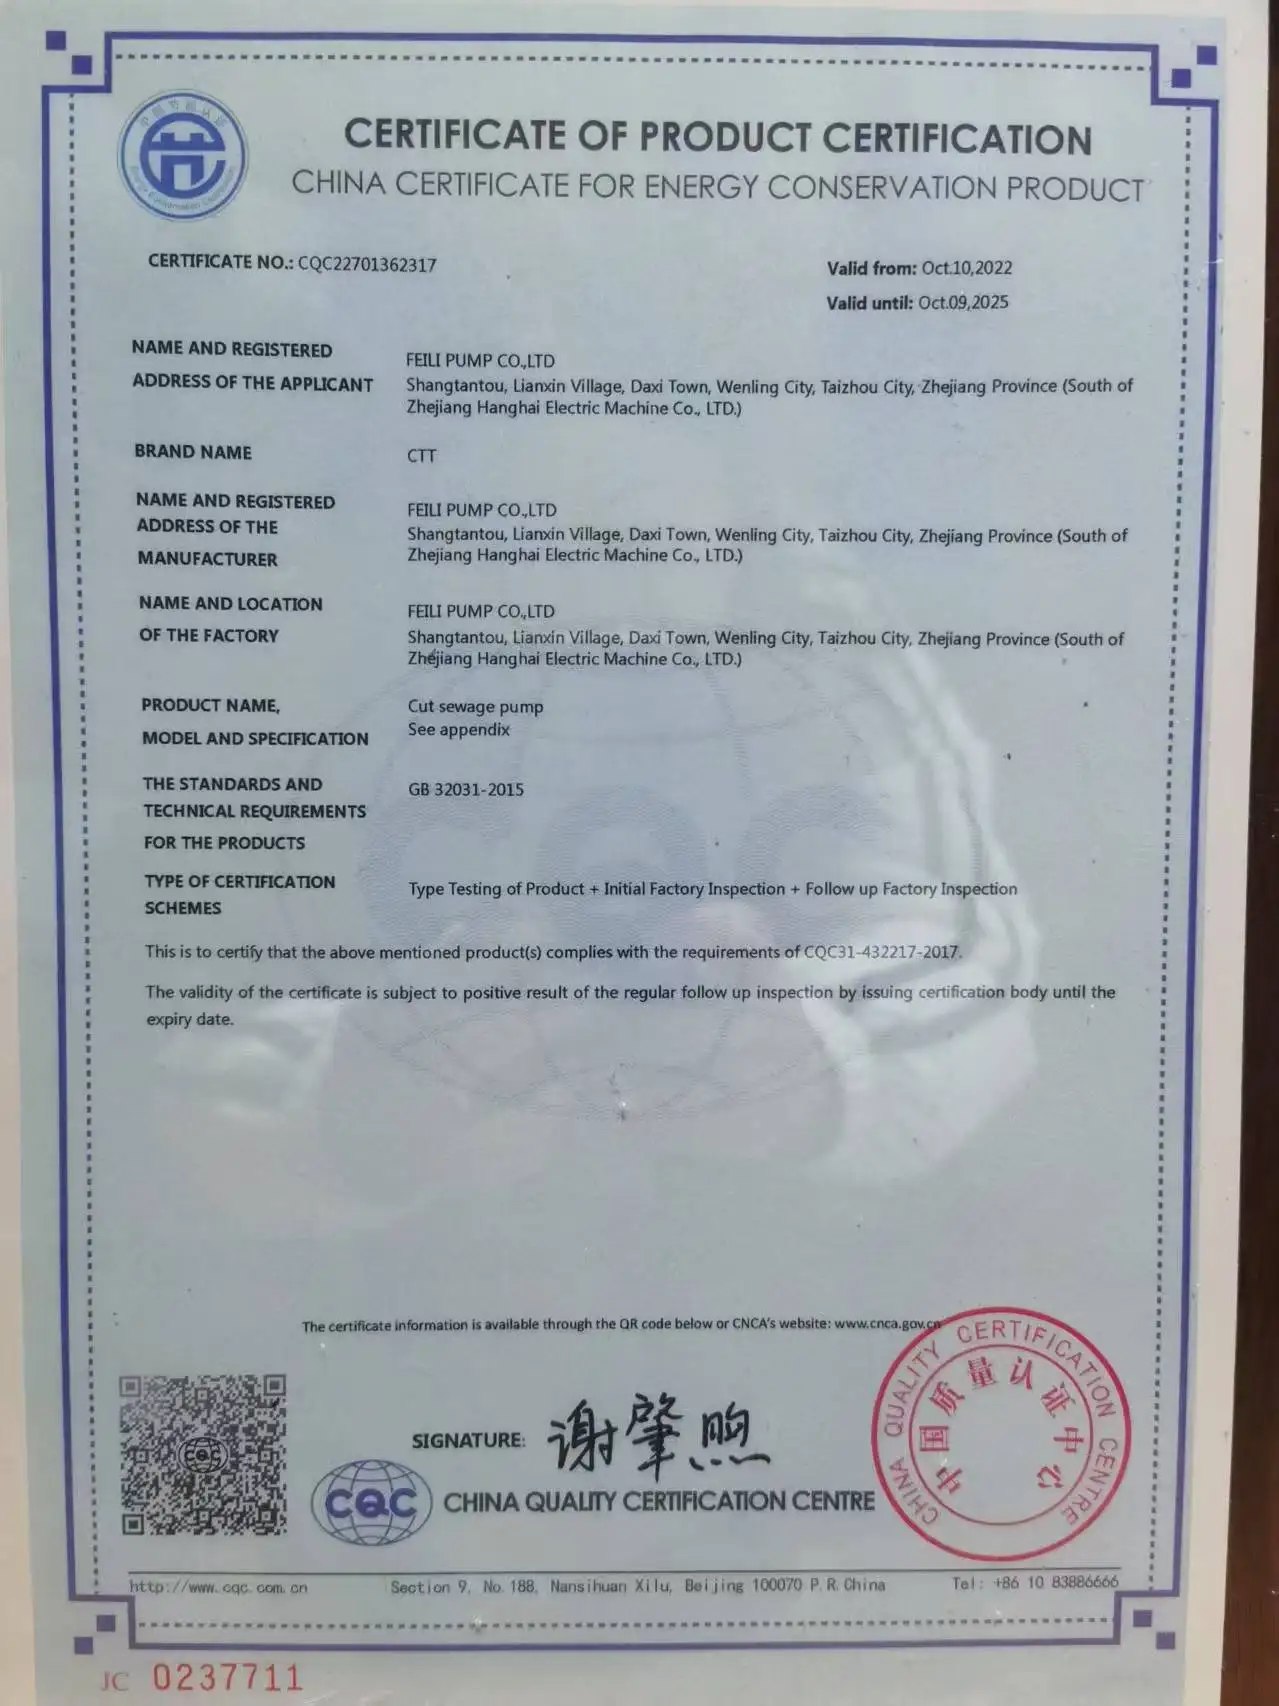 中国节能认证
CERTIFICATE OF PRODUCT CERTIFICATION
CHINA CERTIFICATE FOR ENERGY CONSERVATION PRODUCT
CERTIFICATE NO.: CQC22701362317
Valid from: Oct.10,2022
Valid until: Oct.09,2025
NAME AND REGISTERED
ADDRESS OF THE APPLICANT
FEILI PUMP CO.,LTD
Shangtantou, Lianxin Village, Daxi Town, Wenling City, Taizhou City, Zhejiang Province (South of
Zhejiang Hanghai Electric Machine Co., LTD.)
BRAND NAME
CTT
NAME AND REGISTERED
ADDRESS OF THE
MANUFACTURER
FEILI PUMP CO.,LTD
Shangtantou, Lianxin Village, Daxi Town, Wenling City, Taizhou City, Zhejiang Province (South of
Zhejiang Hanghai Electric Machine Co., LTD.)
NAME AND LOCATION
OF THE FACTORY
FEILI PUMP CO.,LTD
Shangtantou, Lianxin Village, Daxi Town, Wenling City, Taizhou City, Zhejiang Province (South of
Zhejiang Hanghai Electric Machine Co., LTD.)
PRODUCT NAME,
MODEL AND SPECIFICATION
Cut sewage pump
See appendix
THE STANDARDS AND
TECHNICAL REQUIREMENTS
FOR THE PRODUCTS
GB 32031-2015
TYPE OF CERTIFICATION
SCHEMES
Type Testing of Product + Initial Factory Inspection + Follow up Factory Inspection
This is to certify that the above mentioned product(s) complies with the requirements of CQC31-432217-2017.
The validity of the certificate is subject to positive result of the regular follow up inspection by issuing certification body until the
expiry date.
The certificate information is available through the QR code below or CNCA's website: www.cnca.gov.cn
SIGNATURE: 谢肇煦
CQC CHINA QUALITY CERTIFICATION CENTRE
CHINA QUALITY CERTIFICATION CENTRE
中国质量认证中心
http://www.cqc.com.cn
Section 9, No.188, Nansihuan Xilu, Beijing 100070 P.R.China
Tel: +86 10 83886666
JC 0237711